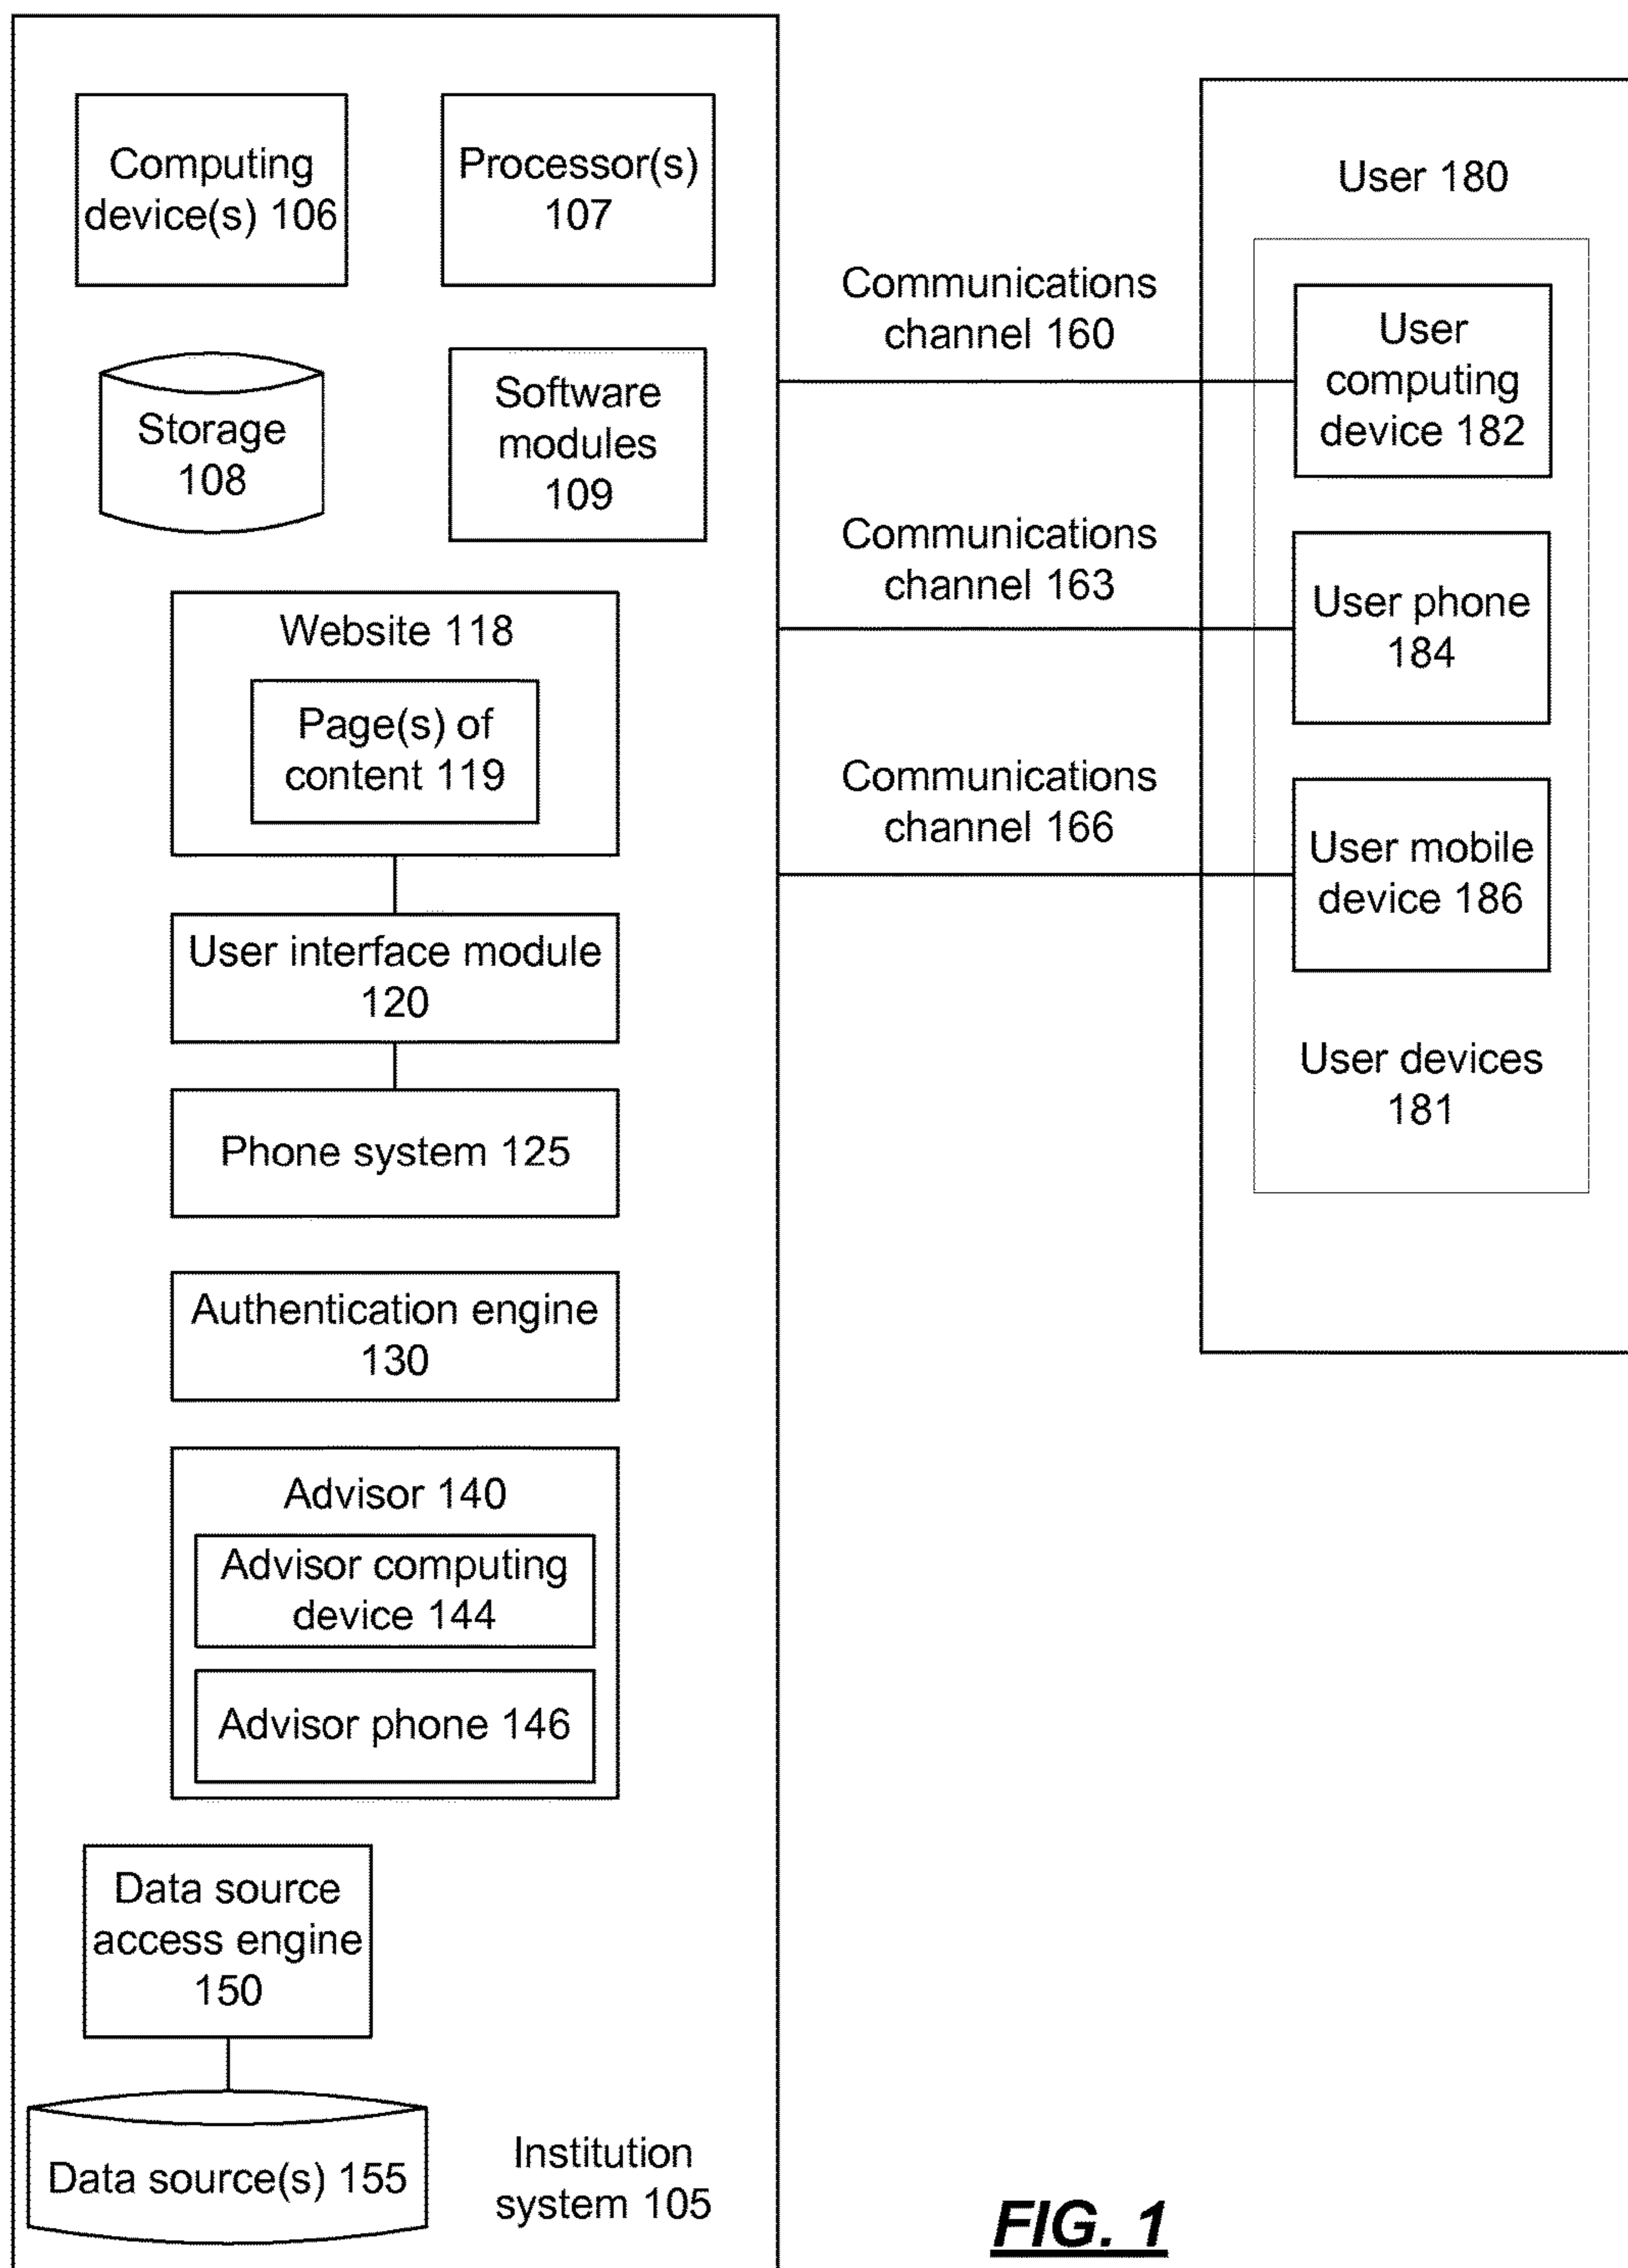 Computing
device(s) 106
Processor(s)
107
Storage
108
Software
modules
109
Website 118
Page(s) of
content 119
User interface module
120
Phone system 125
Authentication engine
130
Advisor 140
Advisor computing
device 144
Advisor phone 146
Data source
access engine
150
Data source(s) 155
Institution
system 105
Communications
channel 160
Communications
channel 163
Communications
channel 166
User 180
User
computing
device 182
User phone
184
User mobile
device 186
User devices
181
FIG. 1